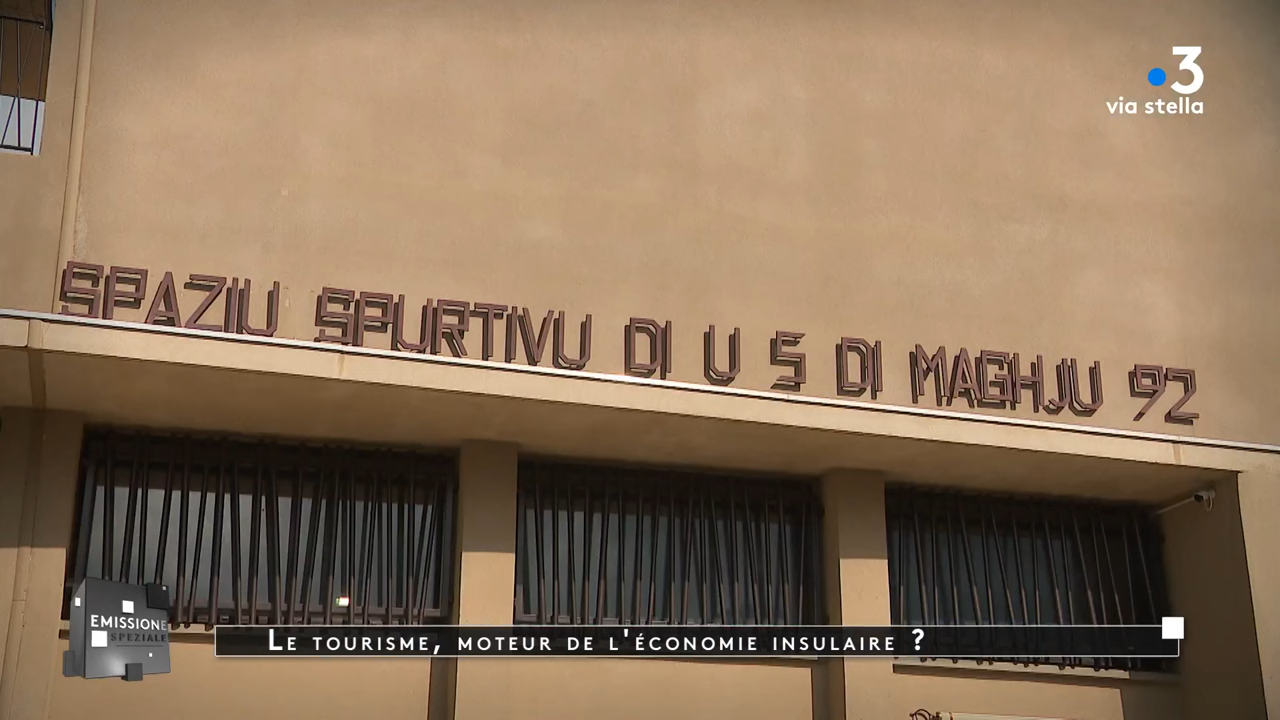 3
via stella
SPAZIU SPURTIVU DI U 5 DI MAGHJU 92
EMISSIONE
SPEZIALE
Le tourisme, moteur de l'économie insulaire ?